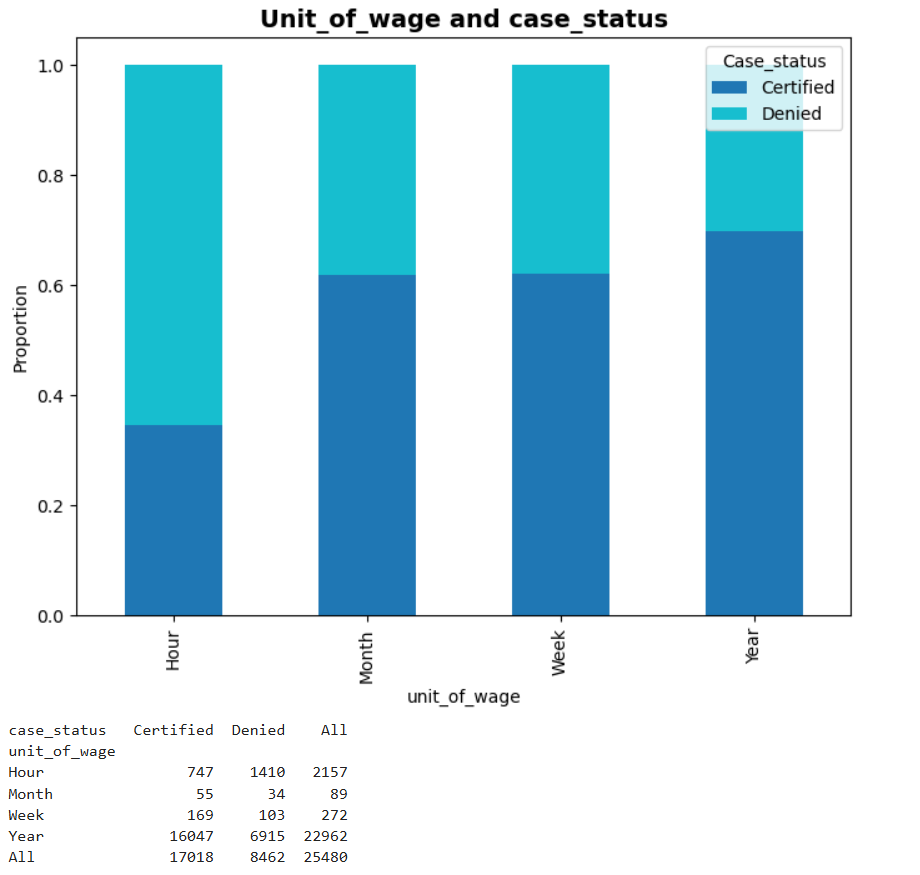 Unit_of_wage and case_status
Case_status
Certified
Denied
1.0
0.8
0.6
0.4
0.2
0.0
Proportion
Hour
Month
Week
Year
unit_of_wage
case_status Certified Denied All
unit_of_wage
Hour 747 1410 2157
Month 55 34 89
Week 169 103 272
Year 16047 6915 22962
All 17018 8462 25480